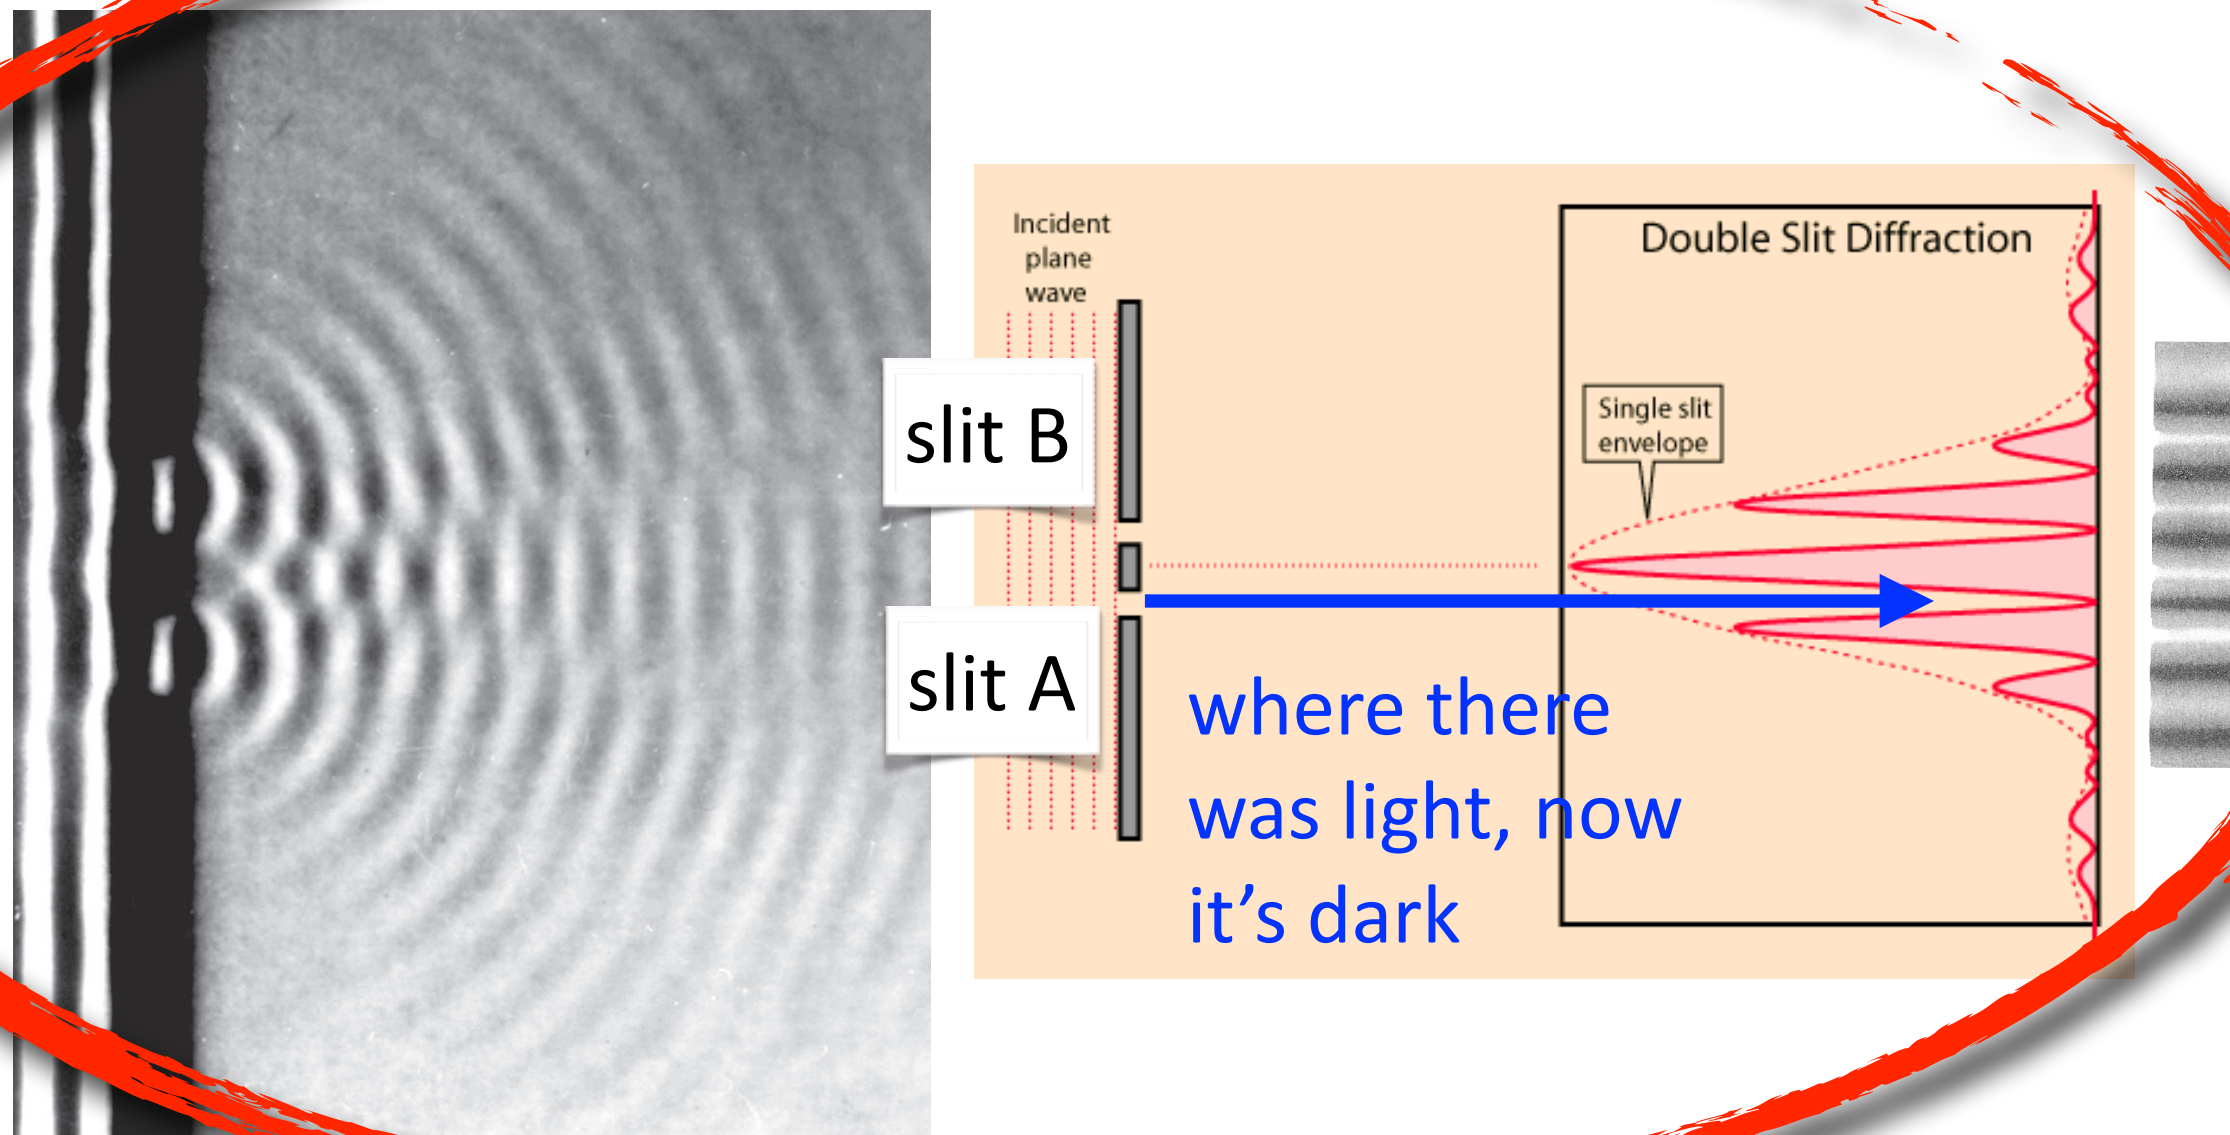 Incident
plane
wave
Double Slit Diffraction
Single slit
envelope
slit B
slit A
where there
was light, now
it’s dark